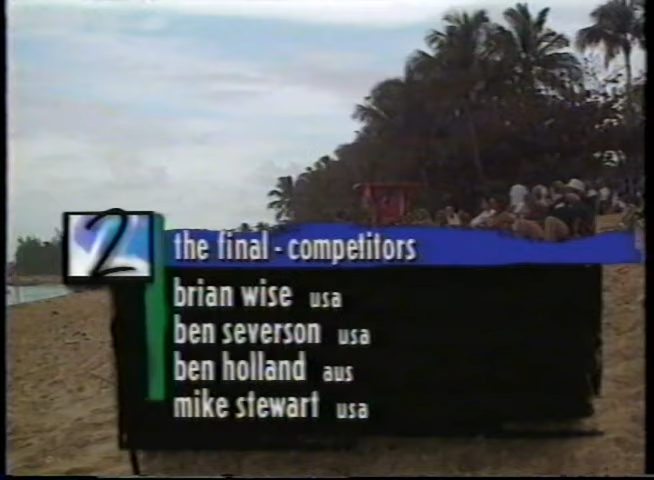 2
the final - competitors
brian wise usa
ben severson usa
ben holland aus
mike stewart usa